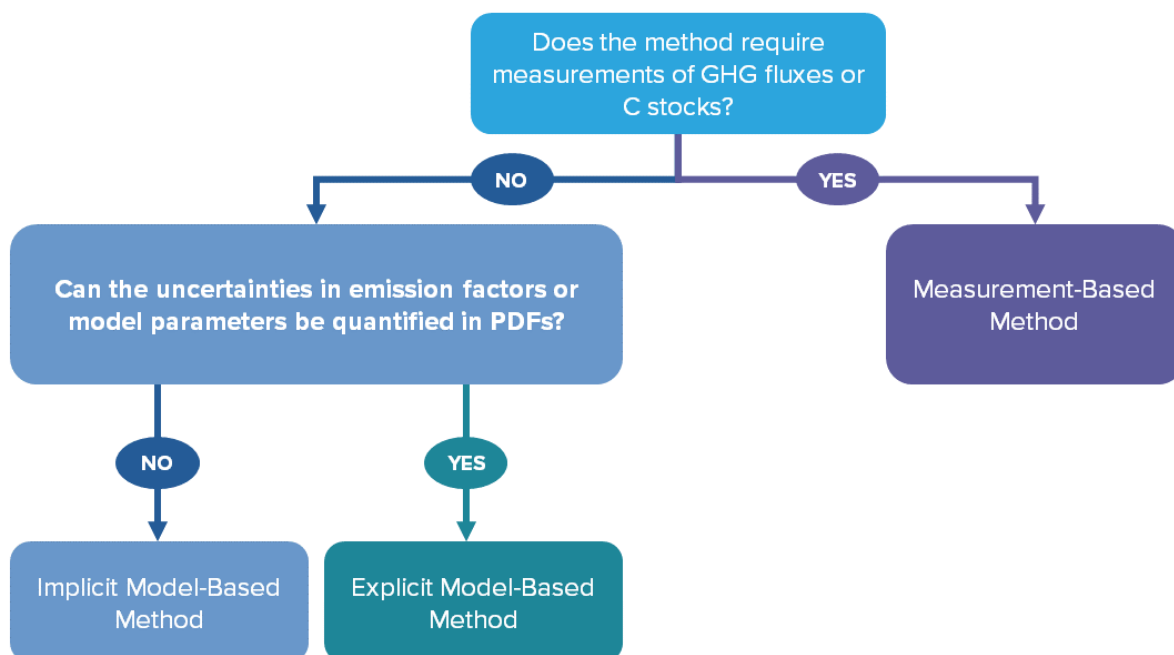 Does the method require
measurements of GHG fluxes or
C stocks?
NO
YES
Can the uncertainties in emission factors or
model parameters be quantified in PDFs?
Measurement-Based
Method
NO
YES
Implicit Model-Based
Method
Explicit Model-Based
Method